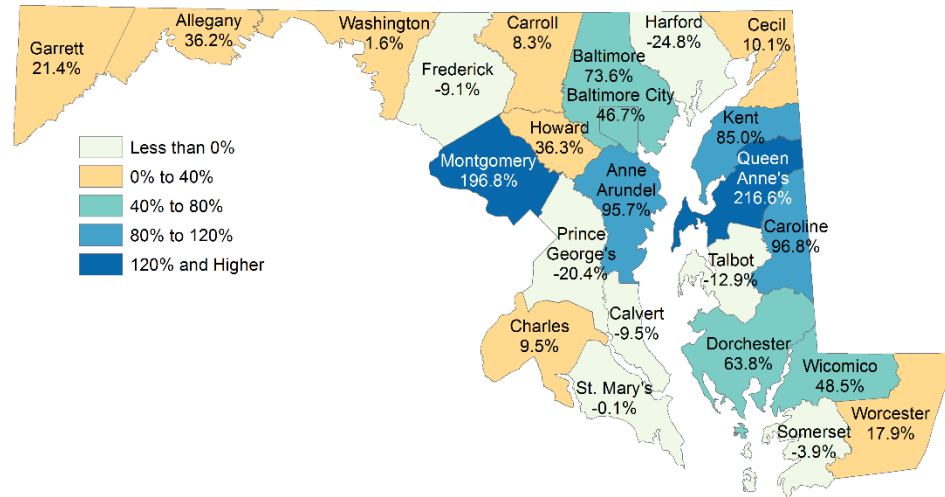 Garrett
21.4%
Allegany
36.2%
Washington
1.6%
Frederick
-9.1%
Carroll
8.3%
Baltimore
73.6%
Baltimore City
46.7%
Harford
-24.8%
Cecil
10.1%
Howard
36.3%
Montgomery
196.8%
Anne
Arundel
95.7%
Kent
85.0%
Queen
Anne's
216.6%
Caroline
96.8%
Talbot
-12.9%
Prince
George's
-20.4%
Calvert
-9.5%
Charles
9.5%
St. Mary's
-0.1%
Dorchester
63.8%
Wicomico
48.5%
Worcester
17.9%
Somerset
-3.9%
Less than 0%
0% to 40%
40% to 80%
80% to 120%
120% and Higher